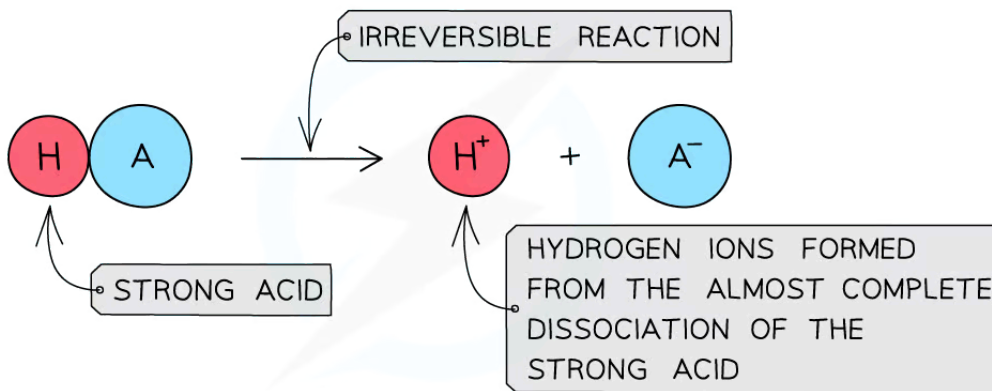 IRREVERSIBLE REACTION
H A H⁺ + A⁻
STRONG ACID
HYDROGEN IONS FORMED
FROM THE ALMOST COMPLETE
DISSOCIATION OF THE
STRONG ACID